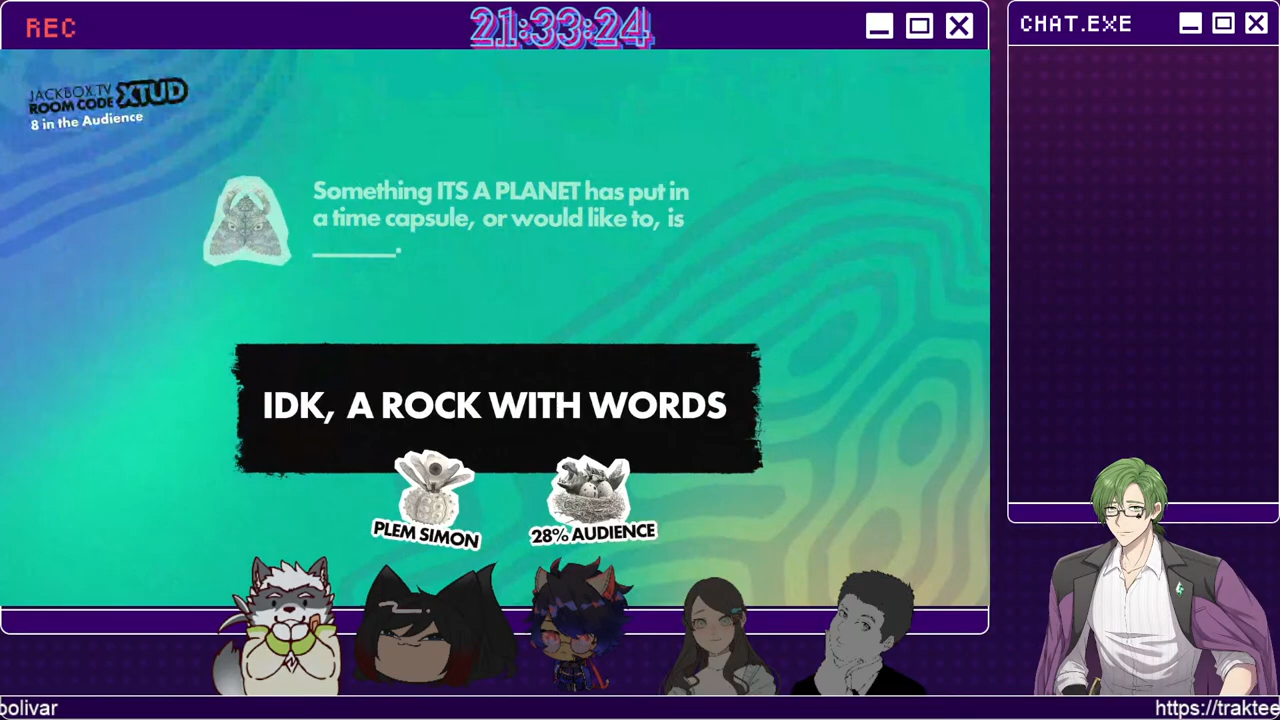 REC
21:33:24
CHAT.EXE
JACKBOX.TV
ROOM CODE XTUD
8 in the Audience
Something ITS A PLANET has put in
a time capsule, or would like to, is
________.
IDK, A ROCK WITH WORDS
PLEM SIMON
28% AUDIENCE
bolivar
https://traktee